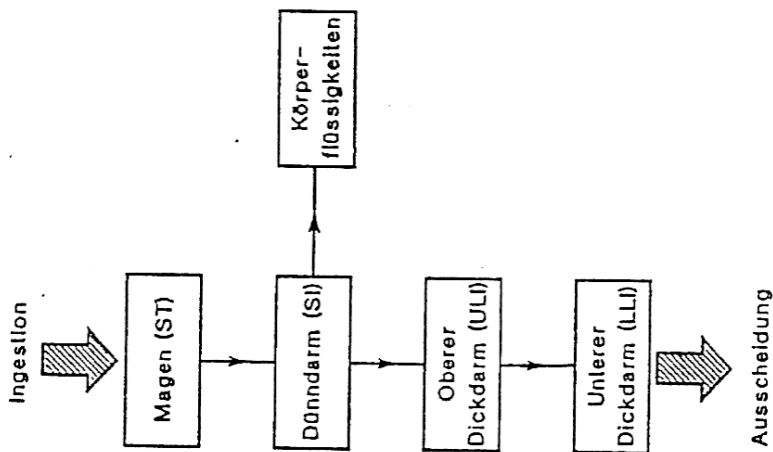 Ingestion
Magen (ST)
Dünndarm (SI)
Körper-
flüssigkeiten
Oberer
Dickdarm (ULI)
Unterer
Dickdarm (LLI)
Ausscheidung